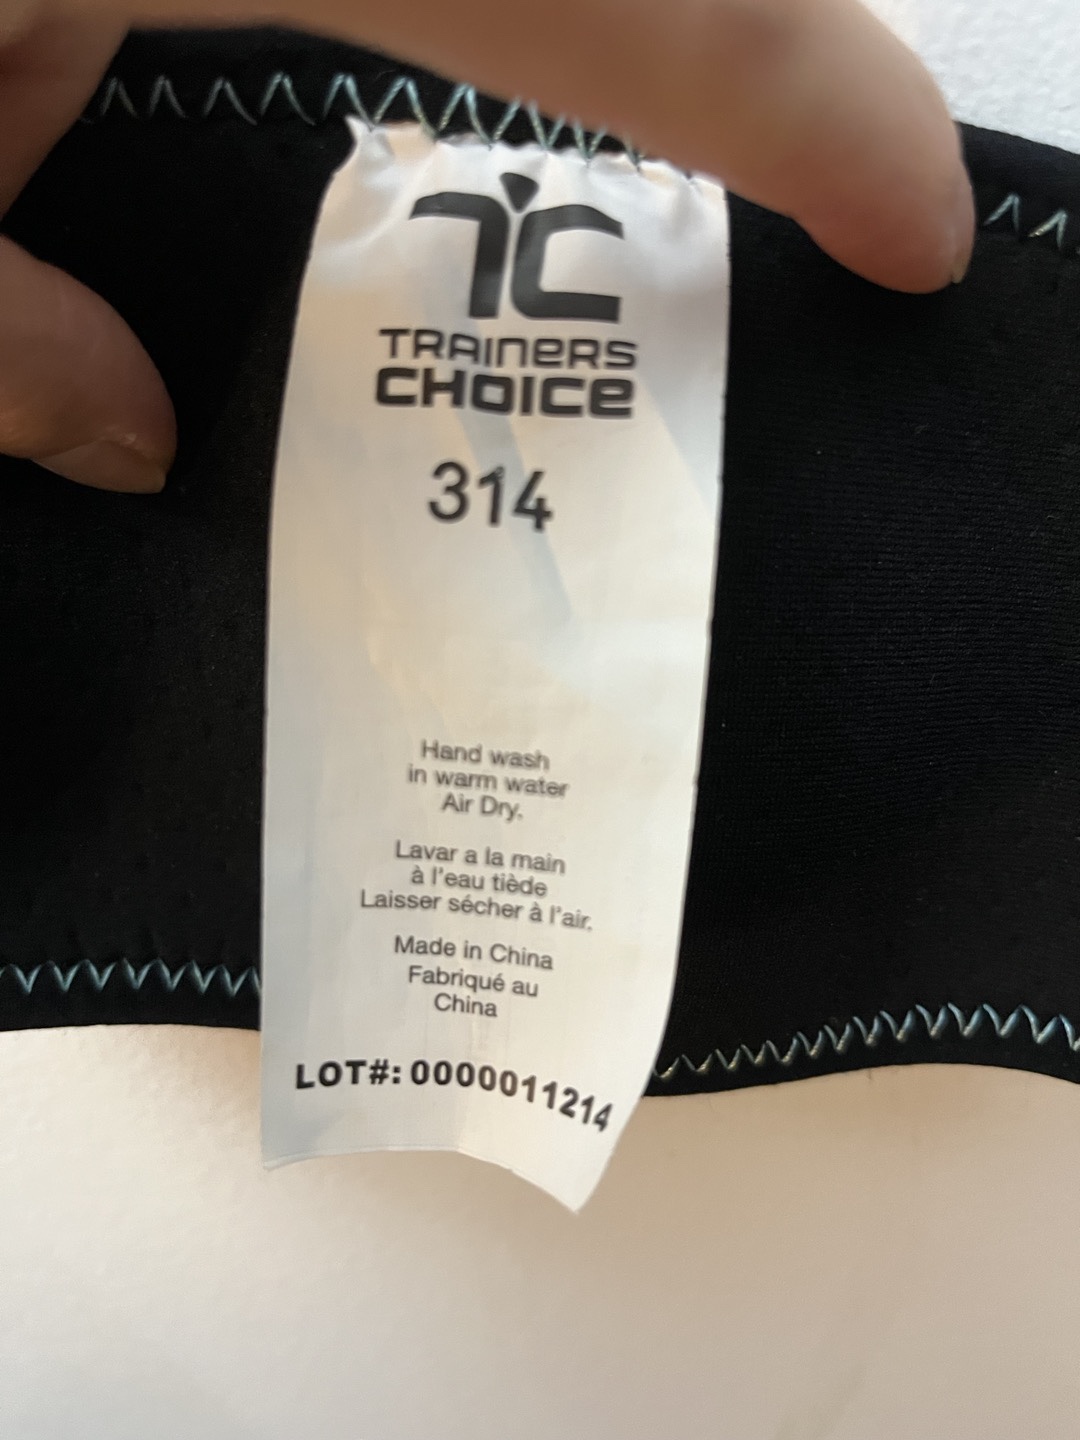 TC
TRAINERS
CHOICE
314
Hand wash
in warm water
Air Dry.
Lavar a la main
à l'eau tiède
Laisser sécher à l'air.
Made in China
Fabriqué au
China
LOT#: 0000011214